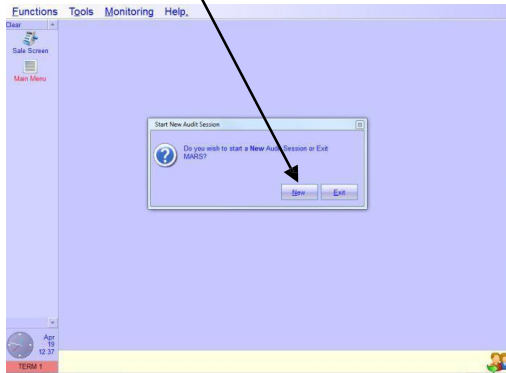 Functions Tools Monitoring Help,
Clear
Sale Screen
Main Menu
Start New Audit Session
Do you wish to start a New Audit Session or Exit
MARS?
New Exit
Apr
19
12:37
TERM 1